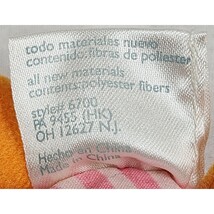 todo materiales nuevo
contenido: fibras de poliester
all new materials
contents: polyester fibers
style# 6700
PA 9455 (HK)
OH 12627 N.J.
Hecho en China
Made in China